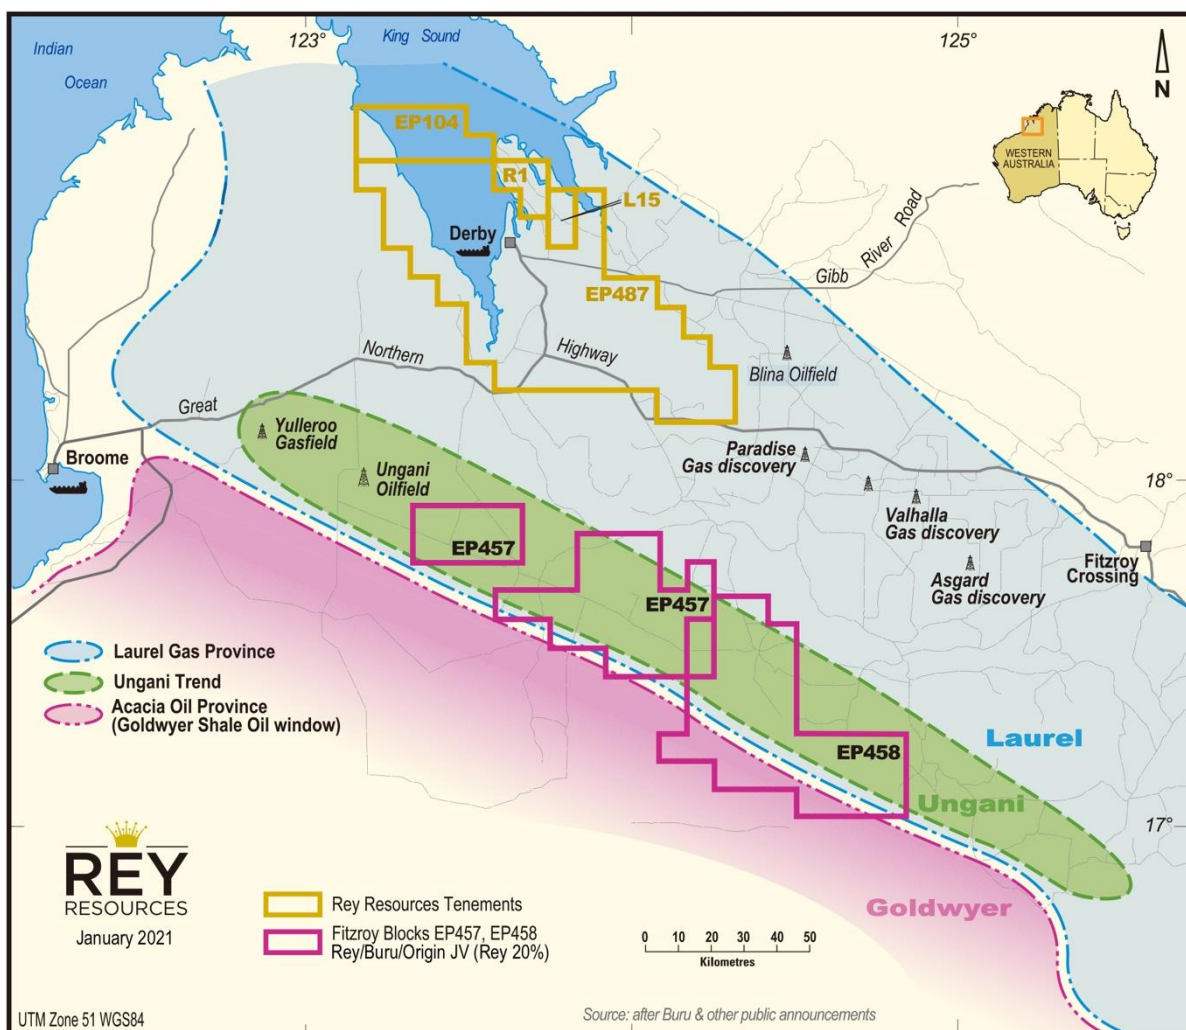 Indian
Ocean
123°
King Sound
125°
N
WESTERN
AUSTRALIA
EP104
R1
L15
Derby
EP487
Gibb River Road
Blina Oilfield
Great Northern Highway
Yulleroo
Gasfield
Broome
Ungani
Oilfield
Paradise
Gas discovery
18°
Valhalla
Gas discovery
Fitzroy
Crossing
Asgard
Gas discovery
EP457
EP457
EP458
Laurel Gas Province
Ungani Trend
Acacia Oil Province
(Goldwyer Shale Oil window)
Laurel
Ungani
17°
Goldwyer
REY
RESOURCES
January 2021
Rey Resources Tenements
Fitzroy Blocks EP457, EP458
Rey/Buru/Origin JV (Rey 20%)
0 10 20 30 40 50
Kilometres
UTM Zone 51 WGS84
Source: after Buru & other public announcements